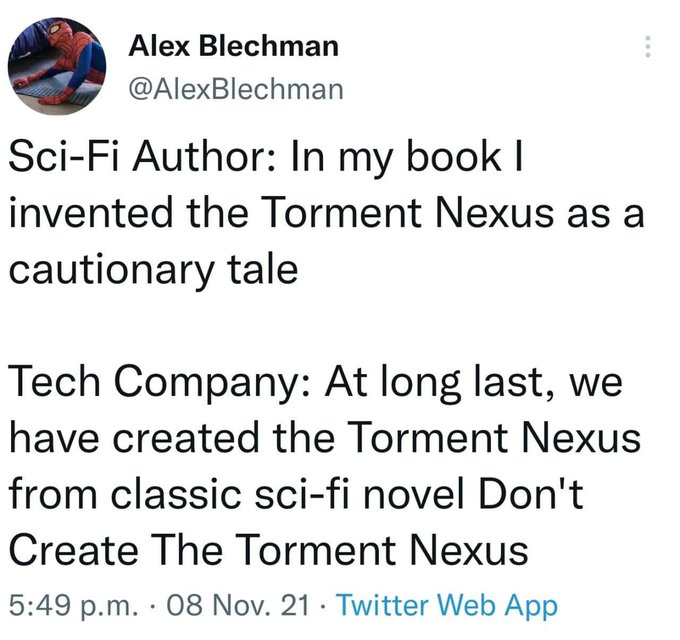 Alex Blechman
@AlexBlechman
Sci-Fi Author: In my book I
invented the Torment Nexus as a
cautionary tale
Tech Company: At long last, we
have created the Torment Nexus
from classic sci-fi novel Don't
Create The Torment Nexus
5:49 p.m. · 08 Nov. 21 · Twitter Web App